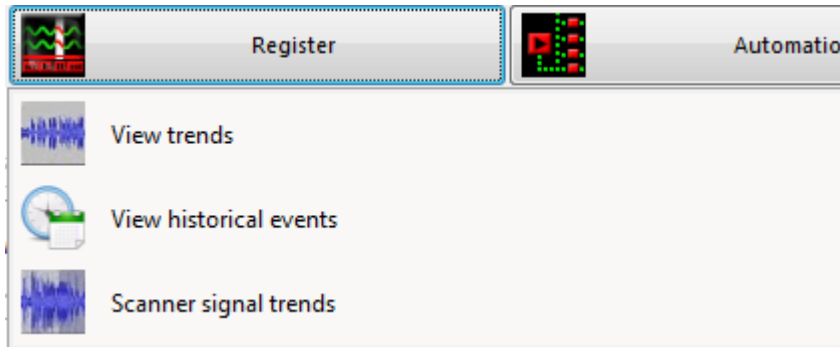 Register
Automatio
View trends
View historical events
Scanner signal trends